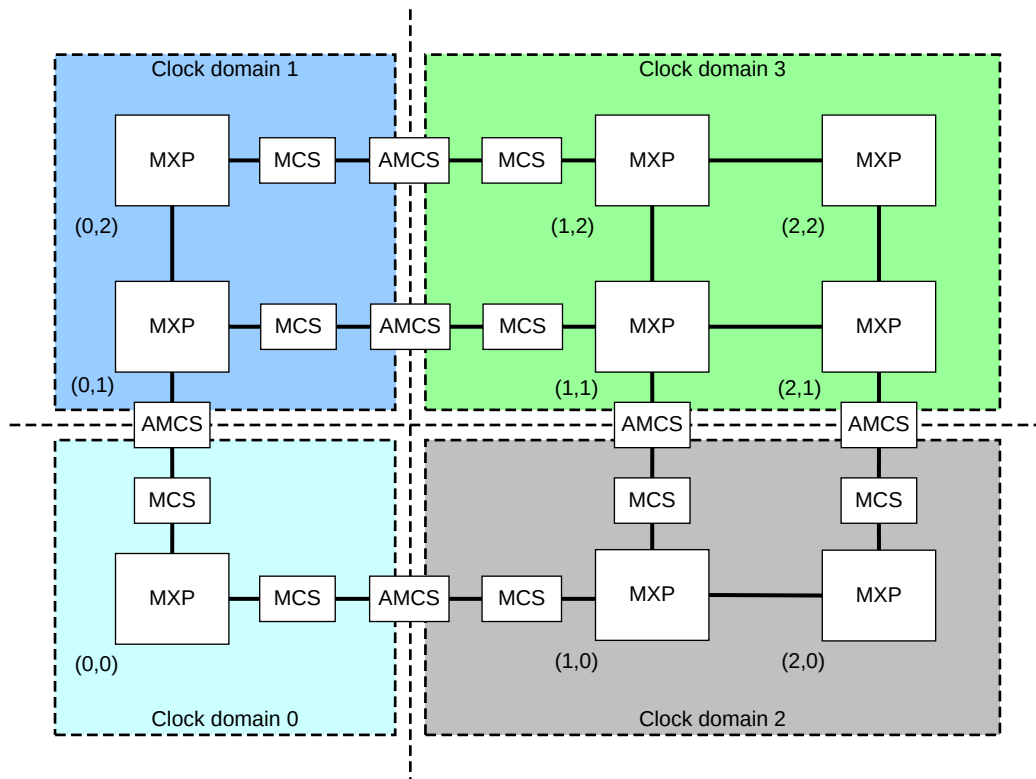 Clock domain 1
Clock domain 3
MXP
MCS
AMCS
MCS
MXP
MXP
(0,2)
(1,2)
(2,2)
MXP
MCS
AMCS
MCS
MXP
MXP
(0,1)
(1,1)
(2,1)
AMCS
AMCS
AMCS
MCS
MCS
MCS
MXP
MCS
AMCS
MCS
MXP
MXP
(0,0)
(1,0)
(2,0)
Clock domain 0
Clock domain 2